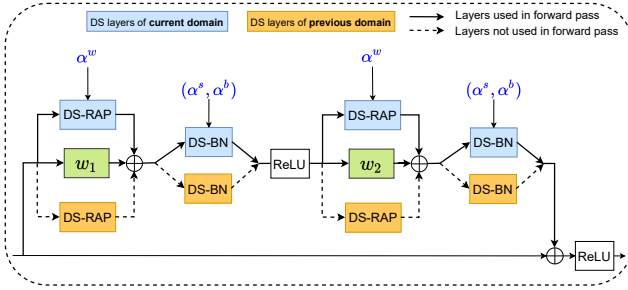 DS layers of current domain
DS layers of previous domain
Layers used in forward pass
Layers not used in forward pass
α^w
(α^s, α^b)
α^w
(α^s, α^b)
DS-RAP
DS-BN
DS-RAP
DS-BN
w₁
ReLU
w₂
DS-BN
DS-BN
DS-RAP
DS-RAP
ReLU